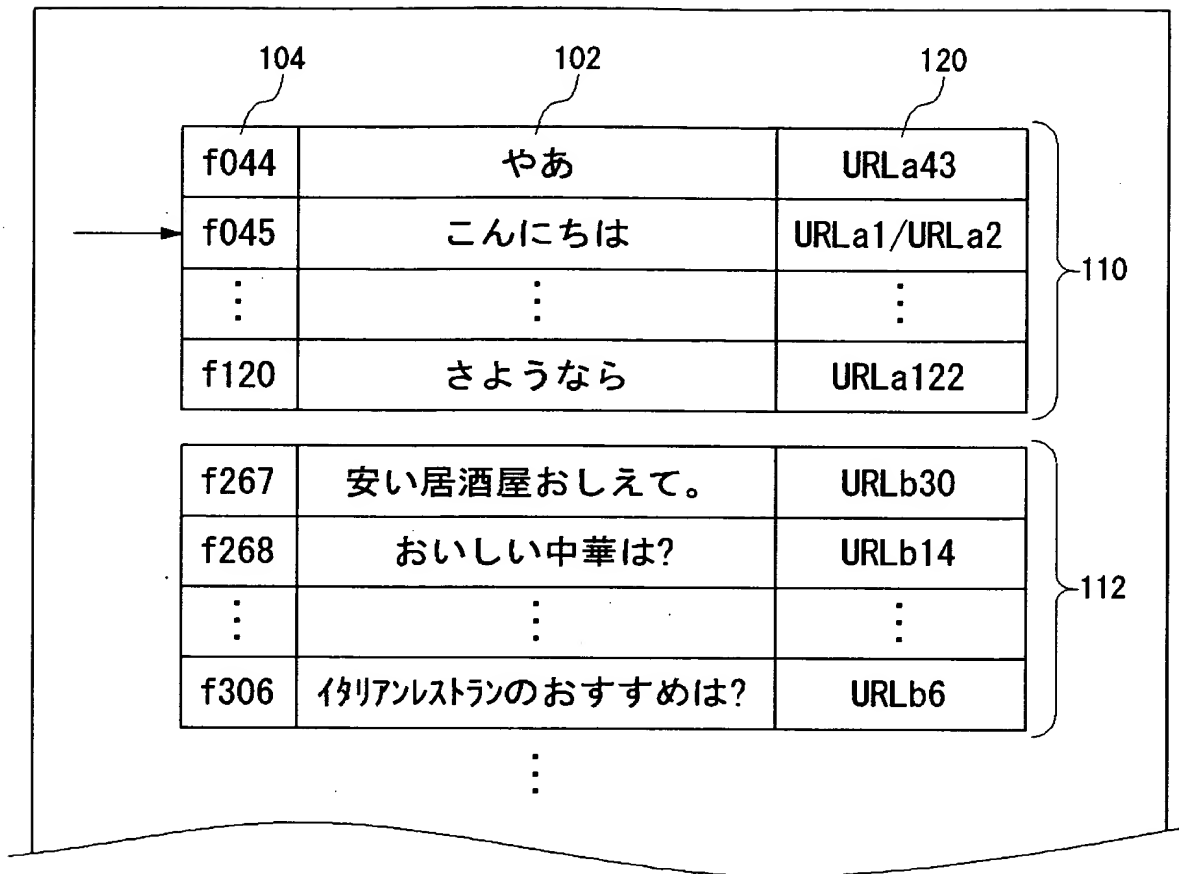 104 102 120
f044 やあ URLa43
f045 こんにちは URLa1/URLa2
⋮ ⋮ ⋮
110
f120 さようなら URLa122
f267 安い居酒屋おしえて。 URLb30
f268 おいしい中華は? URLb14
⋮ ⋮ ⋮
112
f306 ｲﾀﾘｱﾝﾚｽﾄﾗﾝのおすすめは? URLb6
⋮